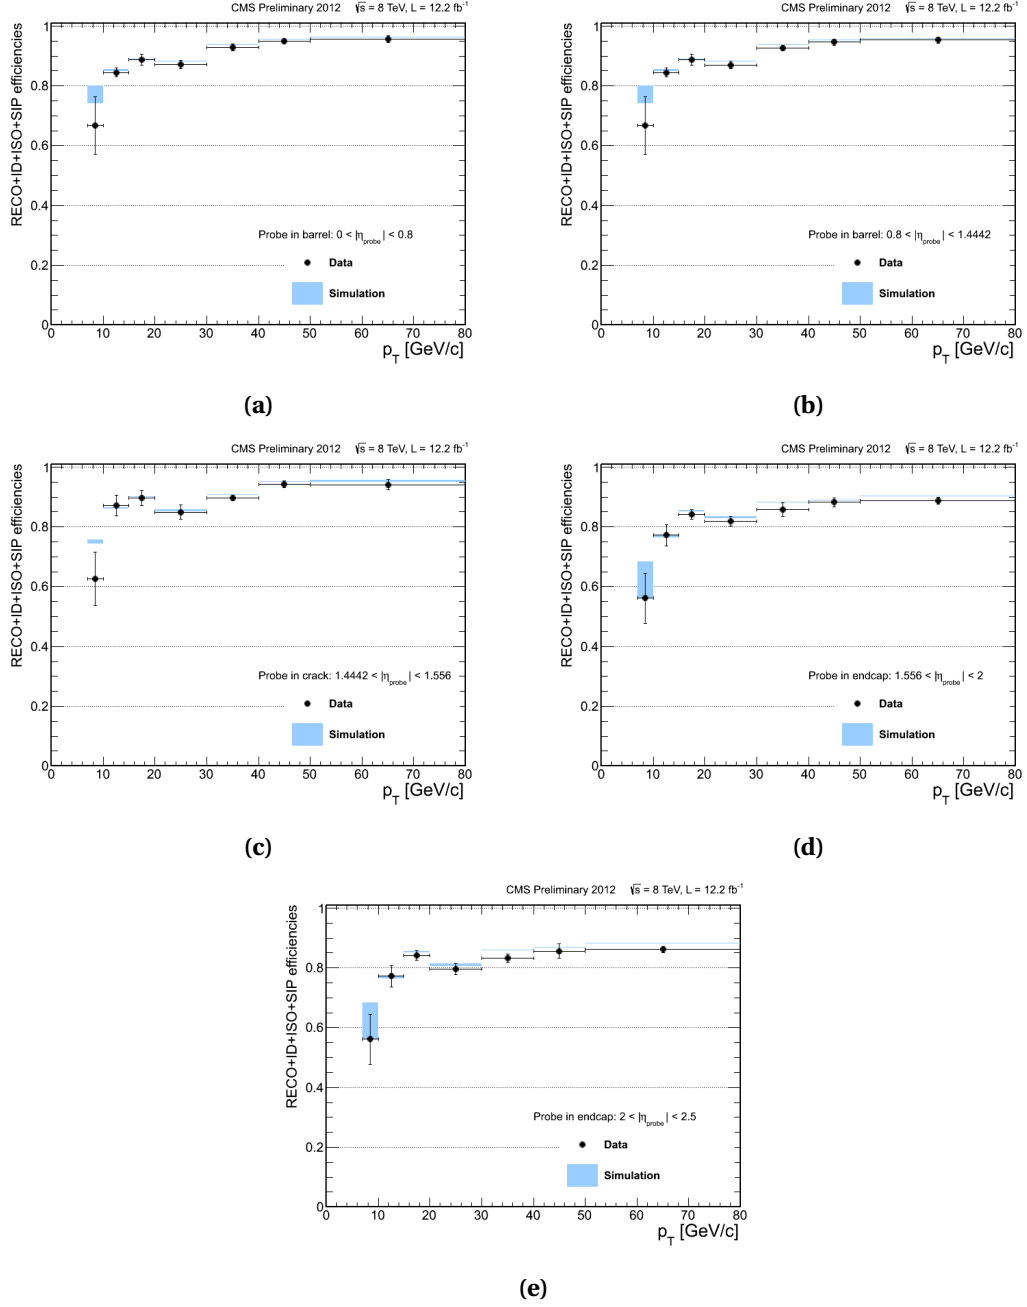 CMS Preliminary 2012 √s = 8 TeV, L = 12.2 fb⁻¹
RECO+ID+ISO+SIP efficiencies
1
0.8
0.6
0.4
0.2
0
Probe in barrel: 0 < |η_probe| < 0.8
Data
Simulation
0 10 20 30 40 50 60 70 80
p_T [GeV/c]
(a)
CMS Preliminary 2012 √s = 8 TeV, L = 12.2 fb⁻¹
RECO+ID+ISO+SIP efficiencies
1
0.8
0.6
0.4
0.2
0
Probe in barrel: 0.8 < |η_probe| < 1.4442
Data
Simulation
0 10 20 30 40 50 60 70 80
p_T [GeV/c]
(b)
CMS Preliminary 2012 √s = 8 TeV, L = 12.2 fb⁻¹
RECO+ID+ISO+SIP efficiencies
1
0.8
0.6
0.4
0.2
0
Probe in crack: 1.4442 < |η_probe| < 1.556
Data
Simulation
0 10 20 30 40 50 60 70 80
p_T [GeV/c]
(c)
CMS Preliminary 2012 √s = 8 TeV, L = 12.2 fb⁻¹
RECO+ID+ISO+SIP efficiencies
1
0.8
0.6
0.4
0.2
0
Probe in endcap: 1.556 < |η_probe| < 2
Data
Simulation
0 10 20 30 40 50 60 70 80
p_T [GeV/c]
(d)
CMS Preliminary 2012 √s = 8 TeV, L = 12.2 fb⁻¹
RECO+ID+ISO+SIP efficiencies
1
0.8
0.6
0.4
0.2
0
Probe in endcap: 2 < |η_probe| < 2.5
Data
Simulation
0 10 20 30 40 50 60 70 80
p_T [GeV/c]
(e)